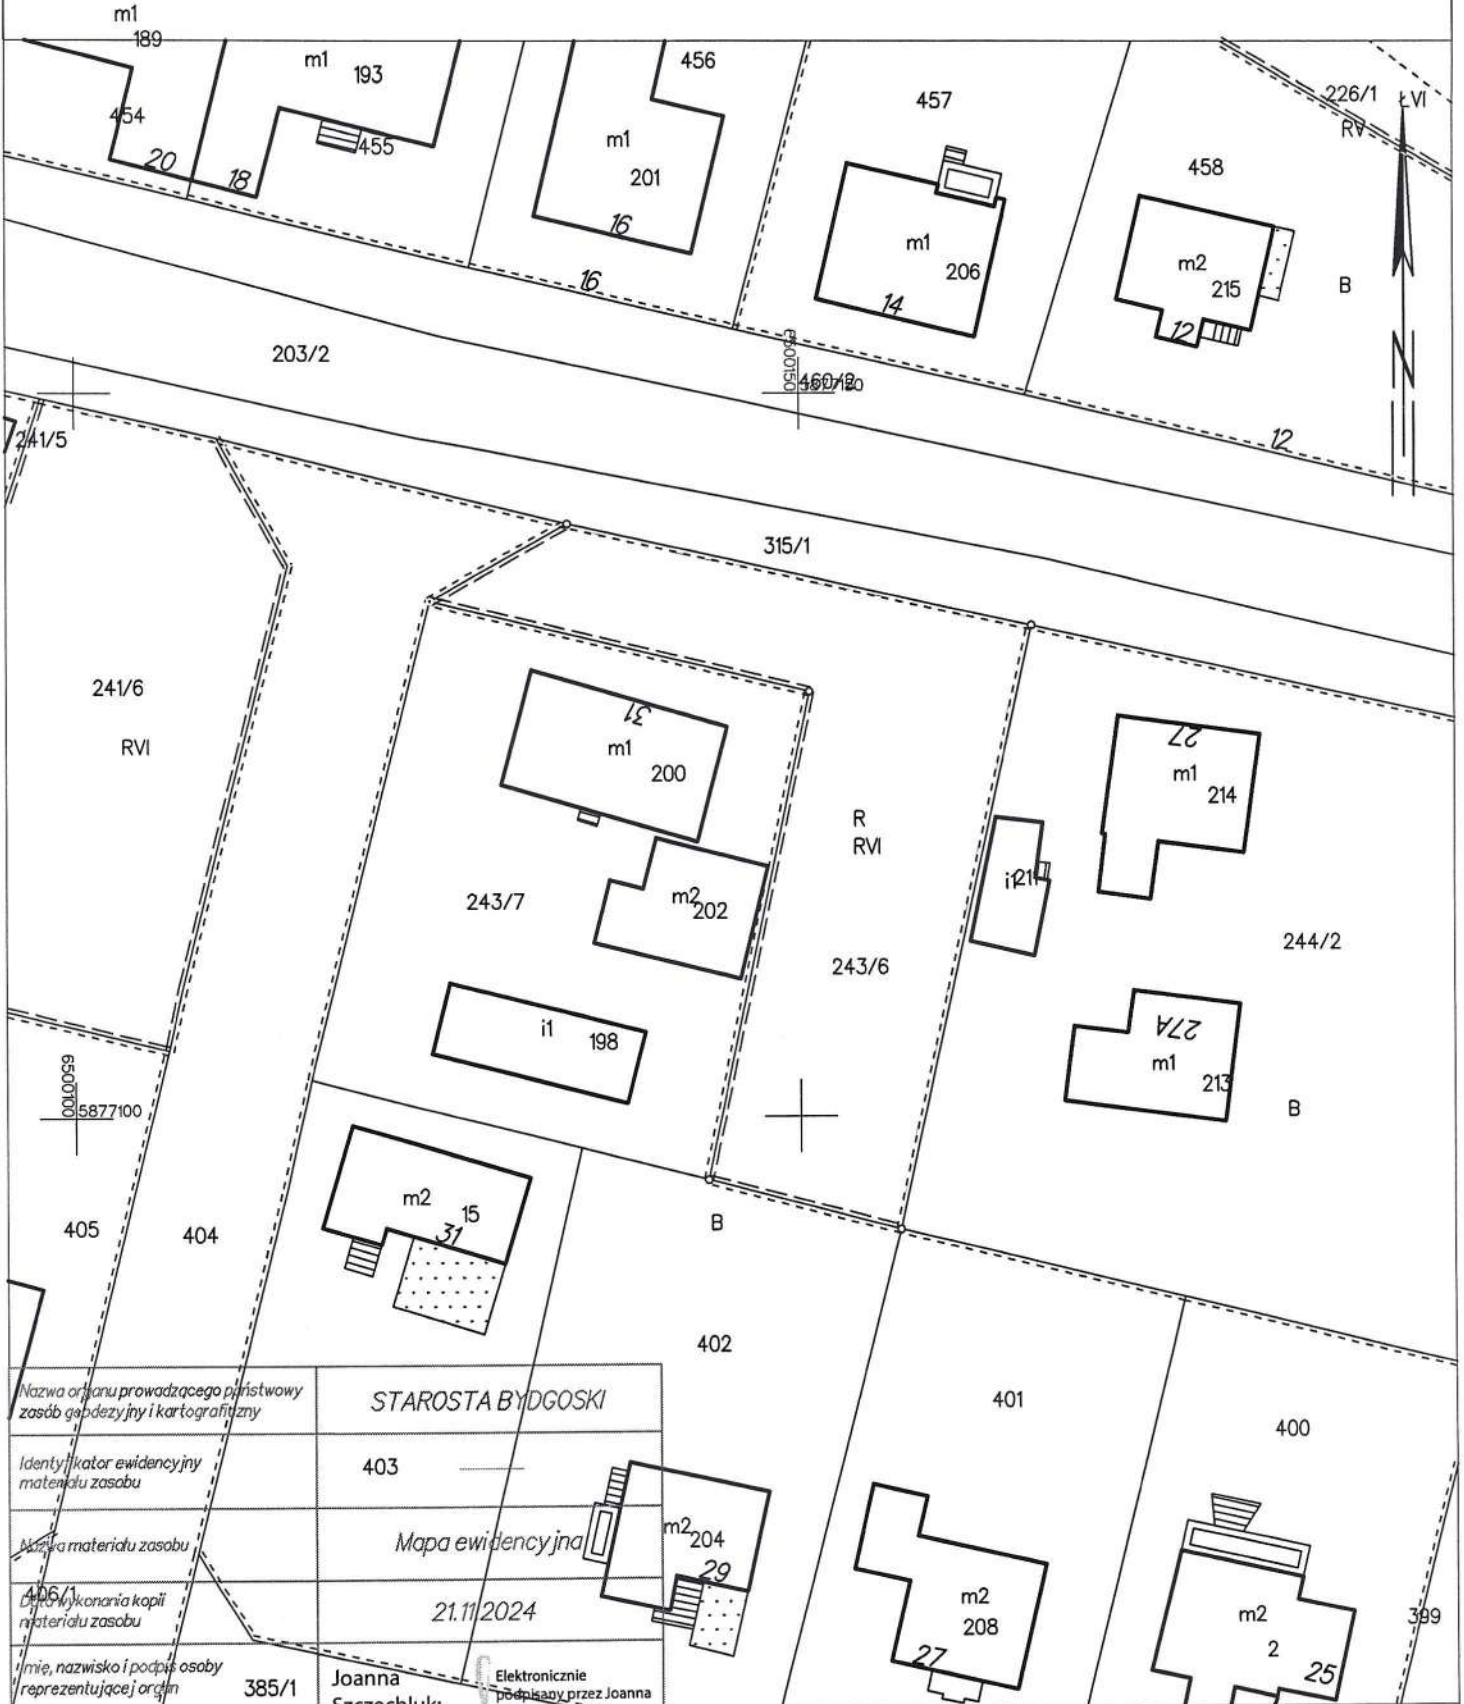 m1
189
m1
193
454
20
18
455
456
m1
201
16
16
457
m1
206
14
226/1
ŁVI
RV
458
m2
215
12
B
N
203/2
6500150
460/2
12
241/5
315/1
241/6
RVI
31
m1
200
27
m1
214
R
RVI
243/7
m2
202
i1
243/6
244/2
i1
198
27A
m1
213
B
6500100
5877100
m2
15
31
B
405
404
402
401
400
Nazwa organu prowadzącego państwowy
zasób geodezyjny i kartograficzny
STAROSTA BYDGOSKI
Identyfikator ewidencyjny
materiału zasobu
403
Nazwa materiału zasobu
Mapa ewidencyjna
m2
204
29
406/1
Data wykonania kopii
materiału zasobu
21.11.2024
m2
208
27
m2
2
25
399
imię, nazwisko i podpis osoby
reprezentującej organ
385/1
Joanna
Elektronicznie
podpisany przez Joanna